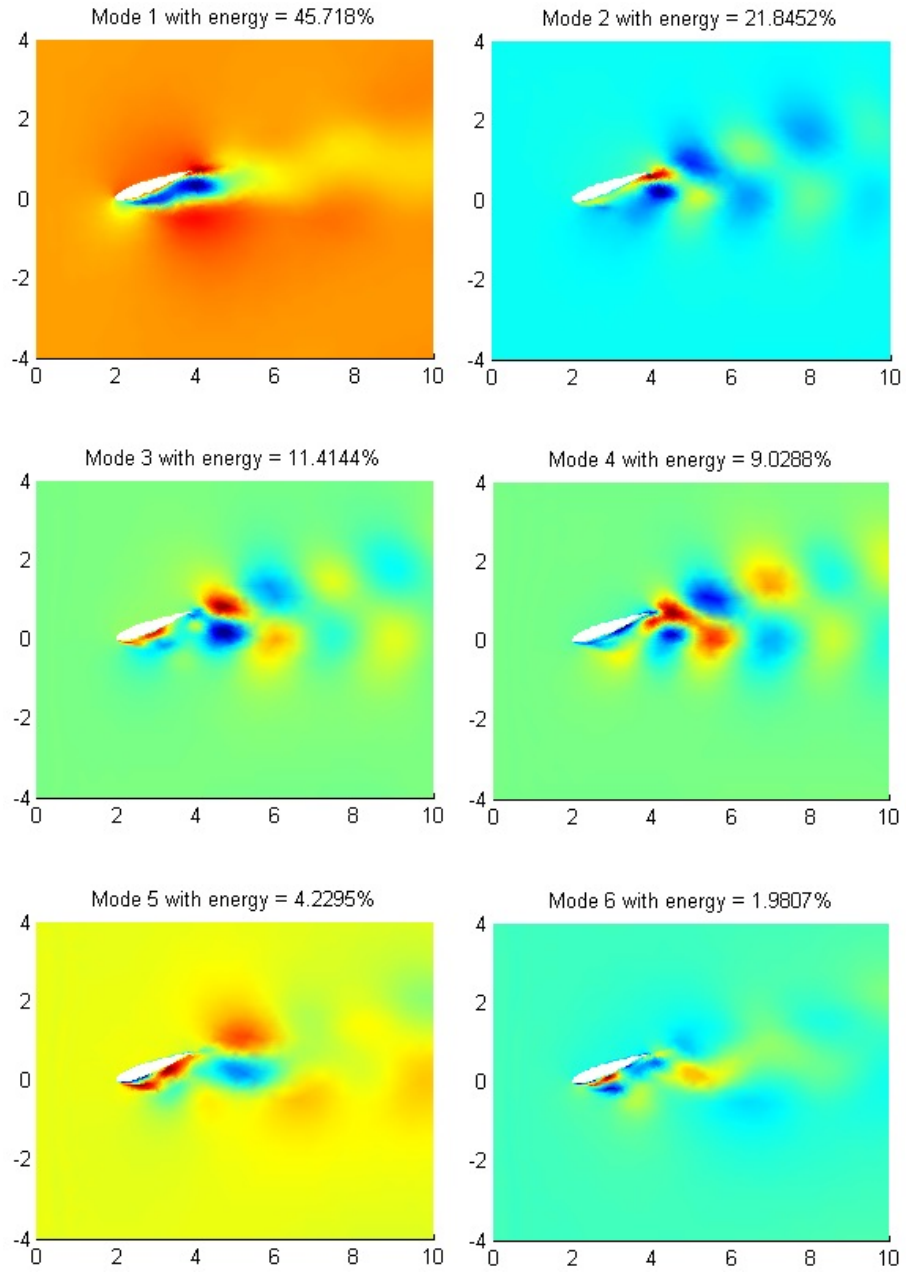 Mode 1 with energy = 45.718%
4
2
0
-2
-4
0 2 4 6 8 10
Mode 2 with energy = 21.8452%
4
2
0
-2
-4
0 2 4 6 8 10
Mode 3 with energy = 11.4144%
4
2
0
-2
-4
0 2 4 6 8 10
Mode 4 with energy = 9.0288%
4
2
0
-2
-4
0 2 4 6 8 10
Mode 5 with energy = 4.2295%
4
2
0
-2
-4
0 2 4 6 8 10
Mode 6 with energy = 1.9807%
4
2
0
-2
-4
0 2 4 6 8 10